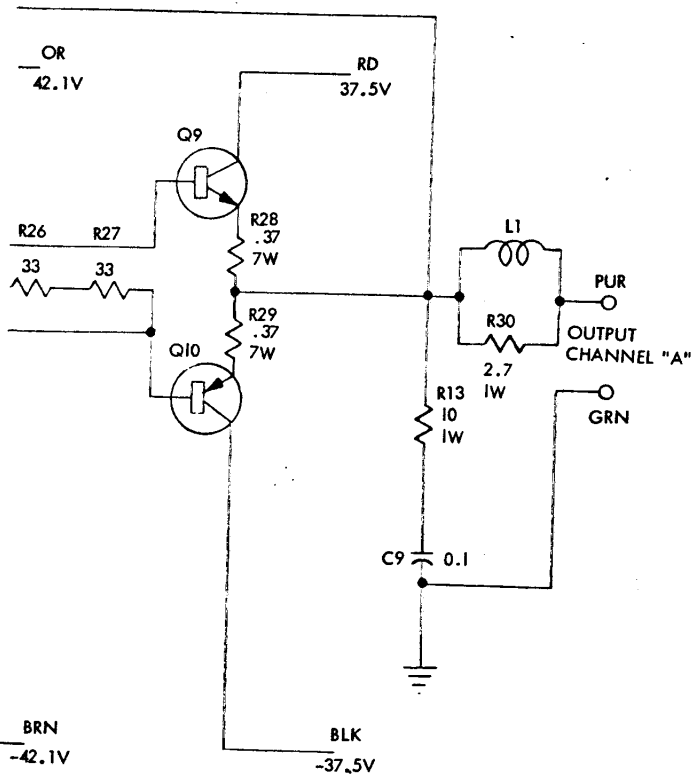 OR
42.1V
RD
37.5V
Q9
R26
R27
33
33
R28
.37
7W
R29
.37
7W
Q10
L1
R30
2.7
1W
PUR
OUTPUT
CHANNEL "A"
GRN
R13
10
1W
C9
0.1
BRN
-42.1V
BLK
-37.5V